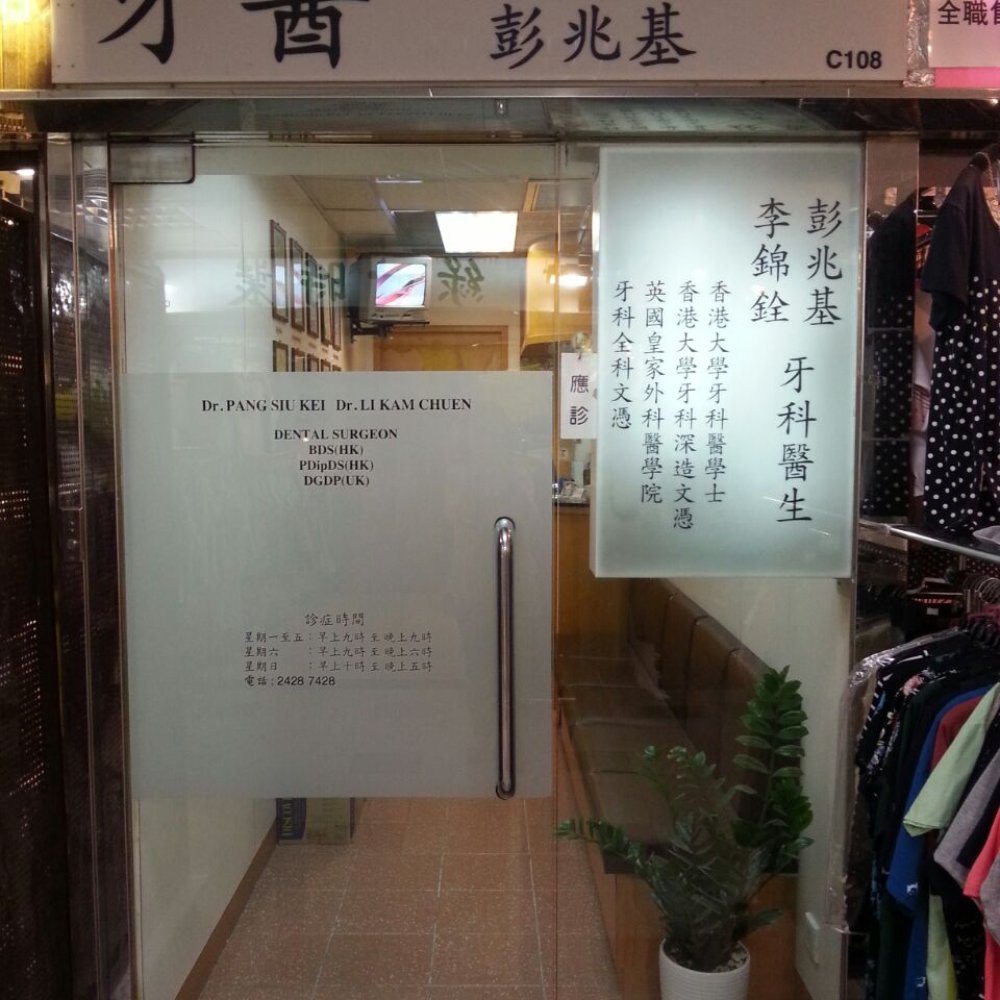 牙醫 彭兆基
C108
全職
彭兆基
李錦銓
牙科醫生
香港大學牙科醫學士
香港大學牙科深造文憑
英國皇家外科醫學院
牙科全科文憑
應診
Dr. PANG SIU KEI Dr. LI KAM CHUEN
DENTAL SURGEON
BDS(HK)
PDipDS(HK)
DGDP(UK)
診症時間
星期一至五：早上九時至晚上九時
星期六 ：早上九時至晚上六時
星期日 ：早上十時至晚上五時
電話：2428 7428